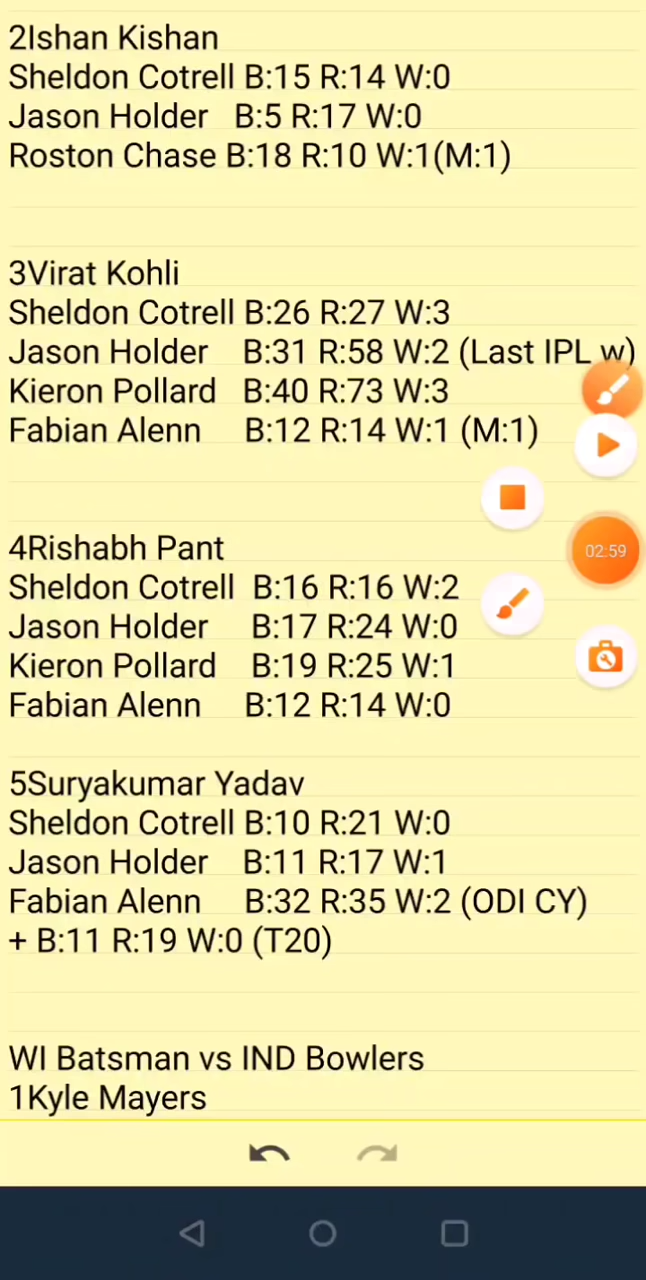 2Ishan Kishan
Sheldon Cotrell B:15 R:14 W:0
Jason Holder B:5 R:17 W:0
Roston Chase B:18 R:10 W:1(M:1)
3Virat Kohli
Sheldon Cotrell B:26 R:27 W:3
Jason Holder B:31 R:58 W:2 (Last IPL w)
Kieron Pollard B:40 R:73 W:3
Fabian Alenn B:12 R:14 W:1 (M:1)
02:59
4Rishabh Pant
Sheldon Cotrell B:16 R:16 W:2
Jason Holder B:17 R:24 W:0
Kieron Pollard B:19 R:25 W:1
Fabian Alenn B:12 R:14 W:0
5Suryakumar Yadav
Sheldon Cotrell B:10 R:21 W:0
Jason Holder B:11 R:17 W:1
Fabian Alenn B:32 R:35 W:2 (ODI CY)
+ B:11 R:19 W:0 (T20)
WI Batsman vs IND Bowlers
1Kyle Mayers